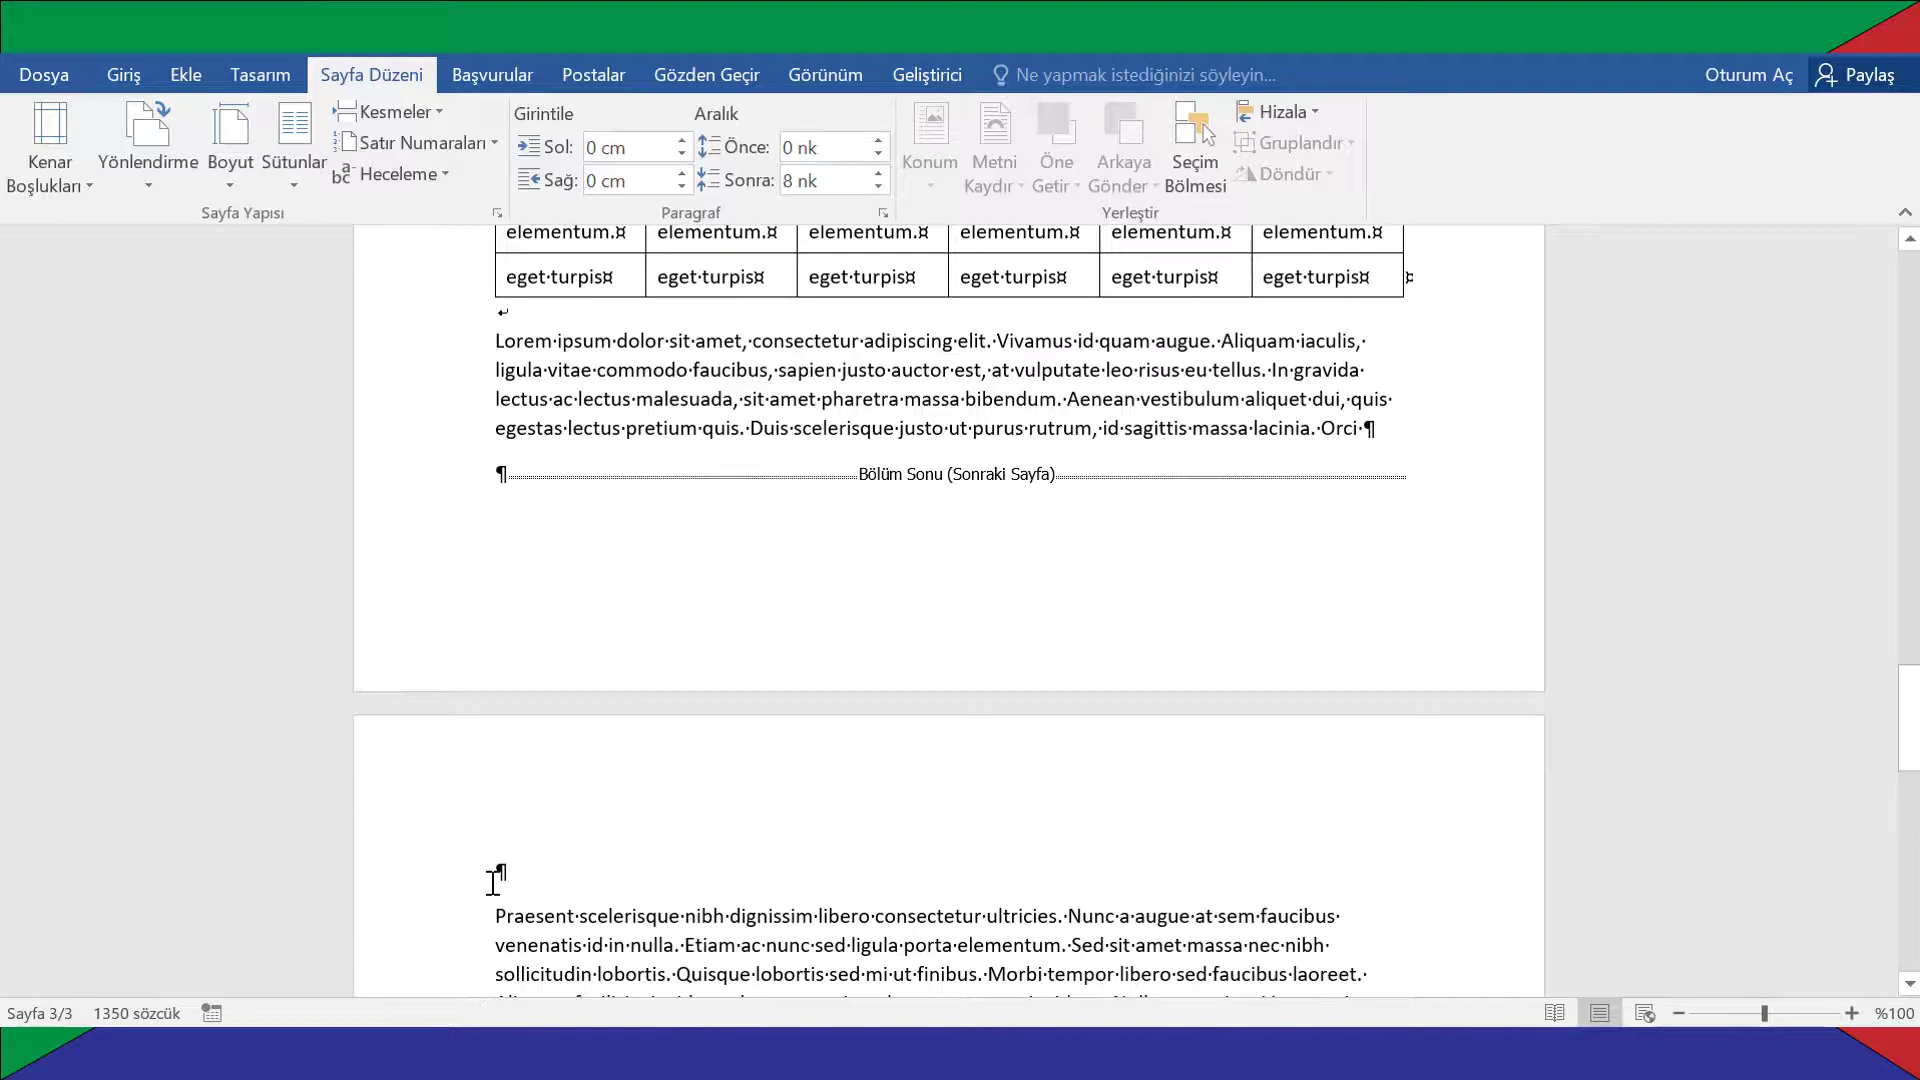 Dosya Giriş Ekle Tasarım Sayfa Düzeni Başvurular Postalar Gözden Geçir Görünüm Geliştirici Ne yapmak istediğinizi söyleyin... Oturum Aç Paylaş
Kenar Boşlukları
Yönlendirme
Boyut
Sütunlar
Kesmeler
Satır Numaraları
Heceleme
Sayfa Yapısı
Girintile
Sol: 0 cm
Sağ: 0 cm
Aralık
Önce: 0 nk
Sonra: 8 nk
Paragraf
Konum
Metni Kaydır
Öne Getir
Arkaya Gönder
Seçim Bölmesi
Hizala
Gruplandır
Döndür
Yerleştir
elementum.¤ elementum.¤ elementum.¤ elementum.¤ elementum.¤ elementum.¤
eget·turpis¤ eget·turpis¤ eget·turpis¤ eget·turpis¤ eget·turpis¤ eget·turpis¤ ¤
↵
Lorem·ipsum·dolor·sit·amet,·consectetur·adipiscing·elit.·Vivamus·id·quam·augue.·Aliquam·iaculis,·
ligula·vitae·commodo·faucibus,·sapien·justo·auctor·est,·at·vulputate·leo·risus·eu·tellus.·In·gravida·
lectus·ac·lectus·malesuada,·sit·amet·pharetra·massa·bibendum.·Aenean·vestibulum·aliquet·dui,·quis·
egestas·lectus·pretium·quis.·Duis·scelerisque·justo·ut·purus·rutrum,·id·sagittis·massa·lacinia.·Orci·¶
¶ Bölüm Sonu (Sonraki Sayfa)
¶
Praesent·scelerisque·nibh·dignissim·libero·consectetur·ultricies.·Nunc·a·augue·at·sem·faucibus·
venenatis·id·in·nulla.·Etiam·ac·nunc·sed·ligula·porta·elementum.·Sed·sit·amet·massa·nec·nibh·
sollicitudin·lobortis.·Quisque·lobortis·sed·mi·ut·finibus.·Morbi·tempor·libero·sed·faucibus·laoreet.·
Sayfa 3/3 1350 sözcük %100